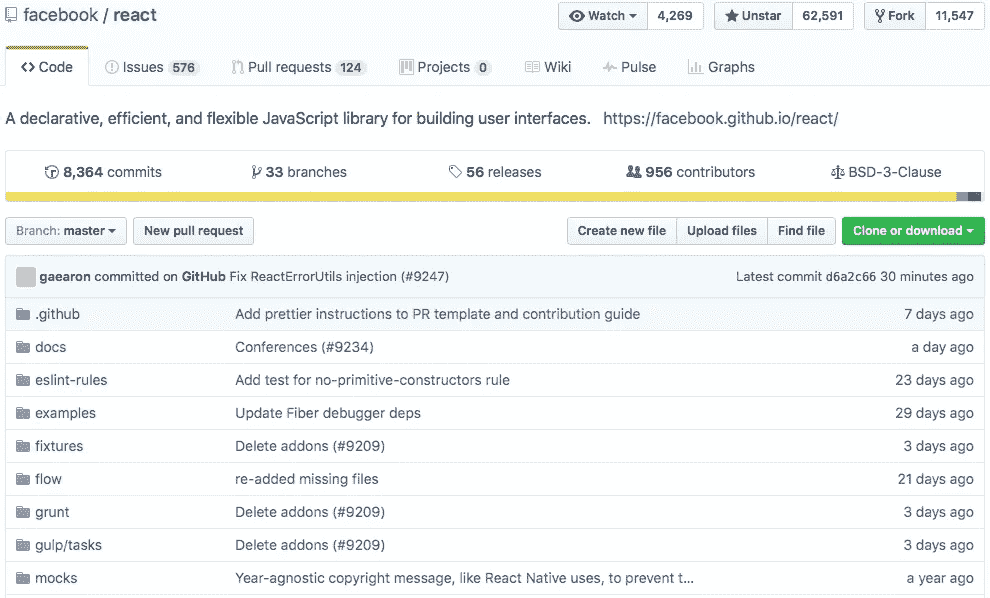 facebook / react Watch 4,269 Unstar 62,591 Fork 11,547
Code Issues 576 Pull requests 124 Projects 0 Wiki Pulse Graphs
A declarative, efficient, and flexible JavaScript library for building user interfaces. https://facebook.github.io/react/
8,364 commits 33 branches 56 releases 956 contributors BSD-3-Clause
Branch: master New pull request Create new file Upload files Find file Clone or download
gaearon committed on GitHub Fix ReactErrorUtils injection (#9247) Latest commit d6a2c66 30 minutes ago
.github Add prettier instructions to PR template and contribution guide 7 days ago
docs Conferences (#9234) a day ago
eslint-rules Add test for no-primitive-constructors rule 23 days ago
examples Update Fiber debugger deps 29 days ago
fixtures Delete addons (#9209) 3 days ago
flow re-added missing files 21 days ago
grunt Delete addons (#9209) 3 days ago
gulp/tasks Delete addons (#9209) 3 days ago
mocks Year-agnostic copyright message, like React Native uses, to prevent t... a year ago